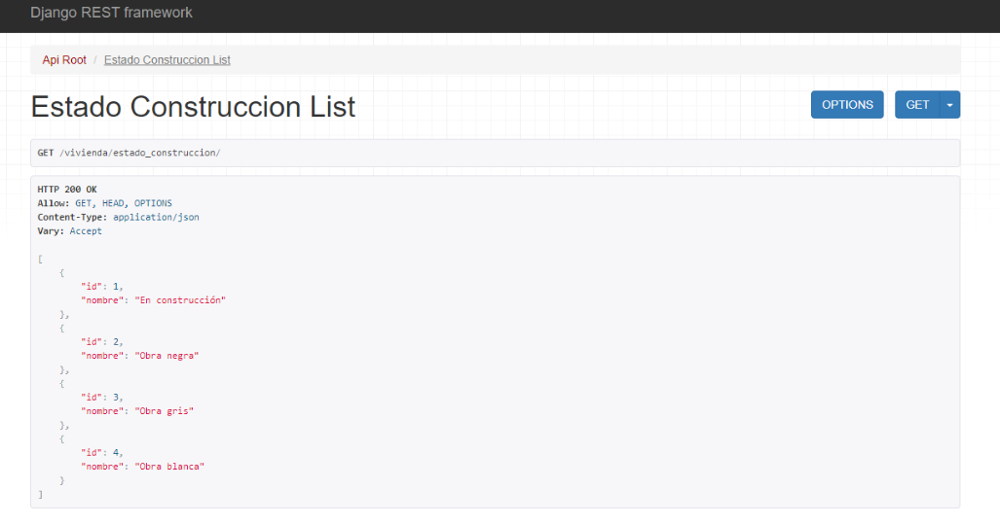 Django REST framework
Api Root / Estado Construccion List
Estado Construccion List
OPTIONS GET
GET /vivienda/estado_construccion/
HTTP 200 OK
Allow: GET, HEAD, OPTIONS
Content-Type: application/json
Vary: Accept
[
    {
        "id": 1,
        "nombre": "En construcción"
    },
    {
        "id": 2,
        "nombre": "Obra negra"
    },
    {
        "id": 3,
        "nombre": "Obra gris"
    },
    {
        "id": 4,
        "nombre": "Obra blanca"
    }
]